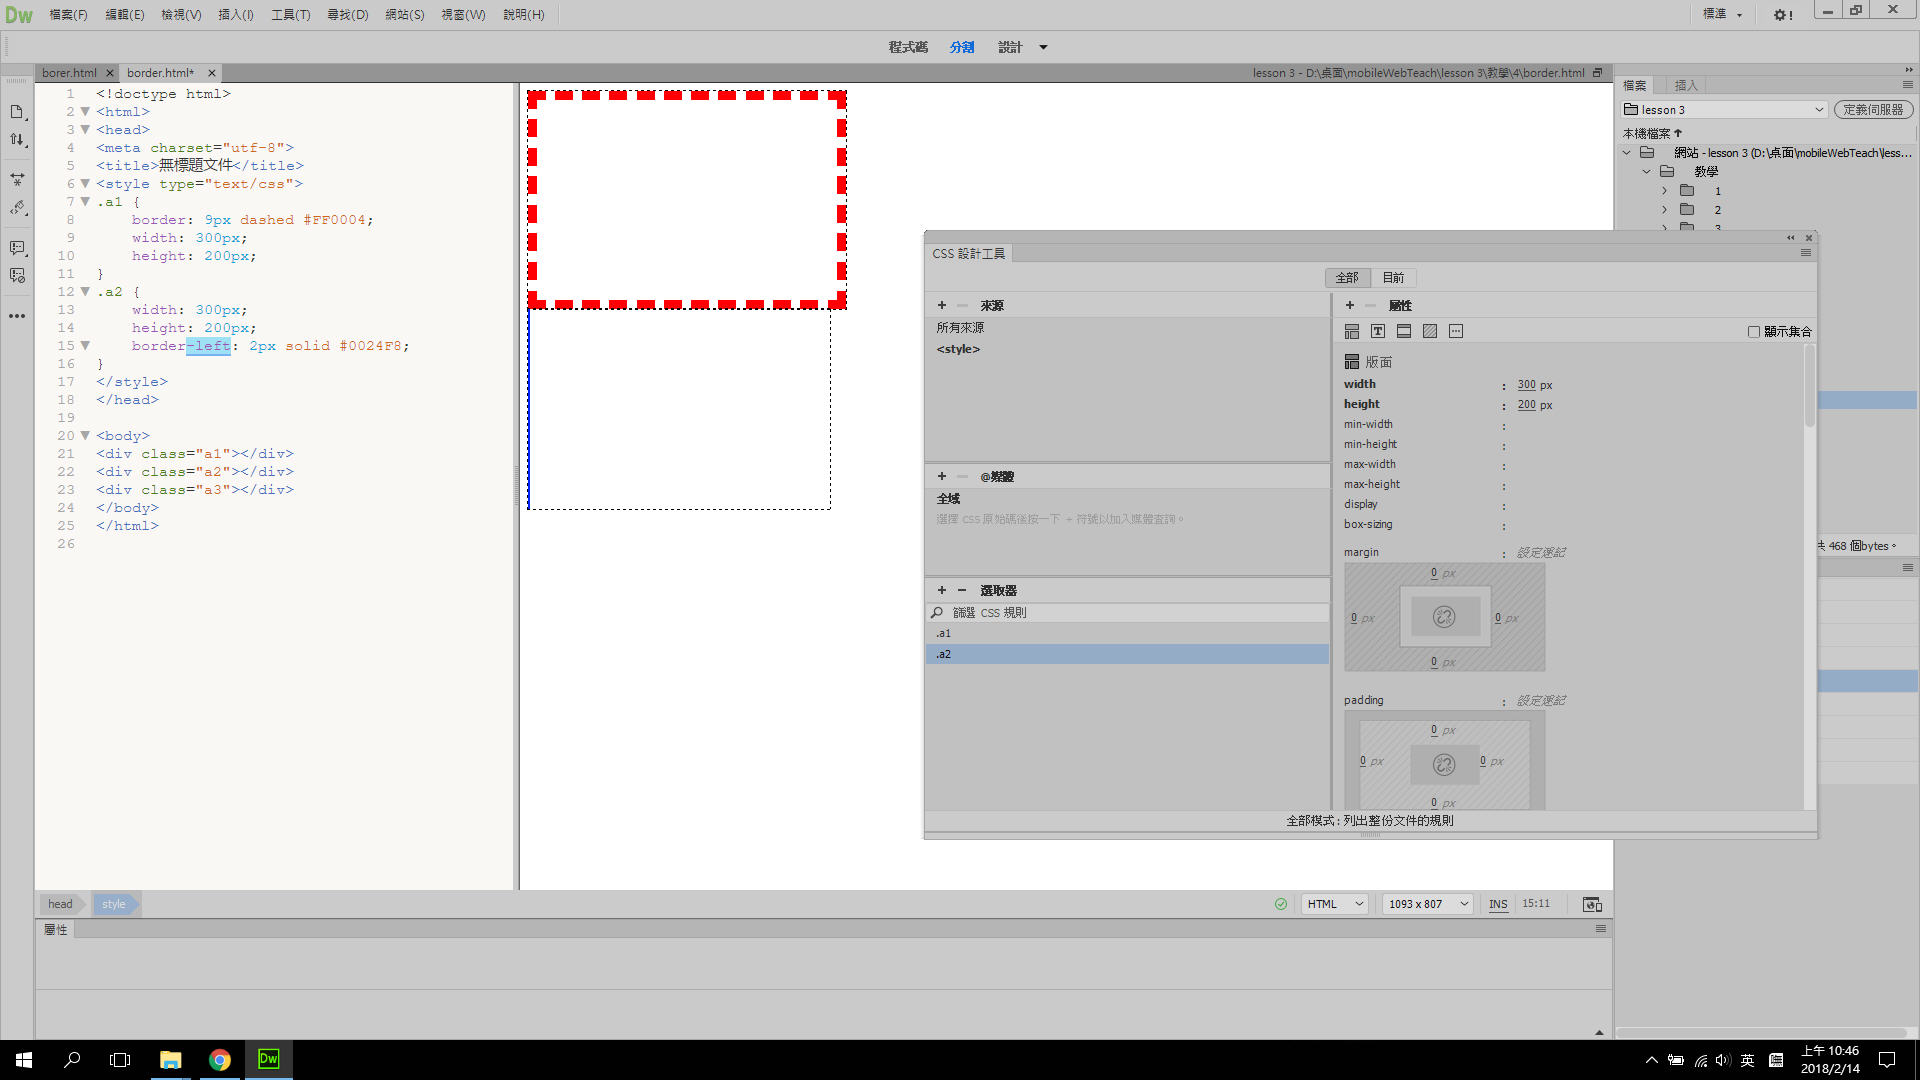 Dw 檔案(F) 編輯(E) 檢視(V) 插入(I) 工具(T) 尋找(D) 網站(S) 視窗(W) 說明(H) 標準 !
程式碼 分割 設計
borer.html border.html* lesson 3 - D:\桌面\mobileWebTeach\lesson 3\教學\4\border.html
1 <!doctype html>
2 <html>
3 <head>
4 <meta charset="utf-8">
5 <title>無標題文件</title>
6 <style type="text/css">
7 .a1 {
8 border: 9px dashed #FF0004;
9 width: 300px;
10 height: 200px;
11 }
12 .a2 {
13 width: 300px;
14 height: 200px;
15 border-left: 2px solid #0024F8;
16 }
17 </style>
18 </head>
19
20 <body>
21 <div class="a1"></div>
22 <div class="a2"></div>
23 <div class="a3"></div>
24 </body>
25 </html>
26
CSS 設計工具
全部 目前
+ − 來源
所有來源
<style>
+ − @媒體
全域
選擇 CSS 原始碼後按一下 + 符號以加入媒體查詢。
+ − 選取器
篩選 CSS 規則
.a1
.a2
+ − 屬性
T 顯示集合
版面
width : 300 px
height : 200 px
min-width :
min-height :
max-width :
max-height :
display :
box-sizing :
margin : 設定速記
0 px
0 px 0 px
0 px
padding : 設定速記
0 px
0 px 0 px
0 px
全部模式 : 列出整份文件的規則
檔案 插入
lesson 3 定義伺服器
本機檔案
網站 - lesson 3 (D:\桌面\mobileWebTeach\less...
教學
1
2
3
共 468 個bytes。
head style HTML 1093 x 807 INS 15:11
屬性
Dw 英 上午 10:46
2018/2/14